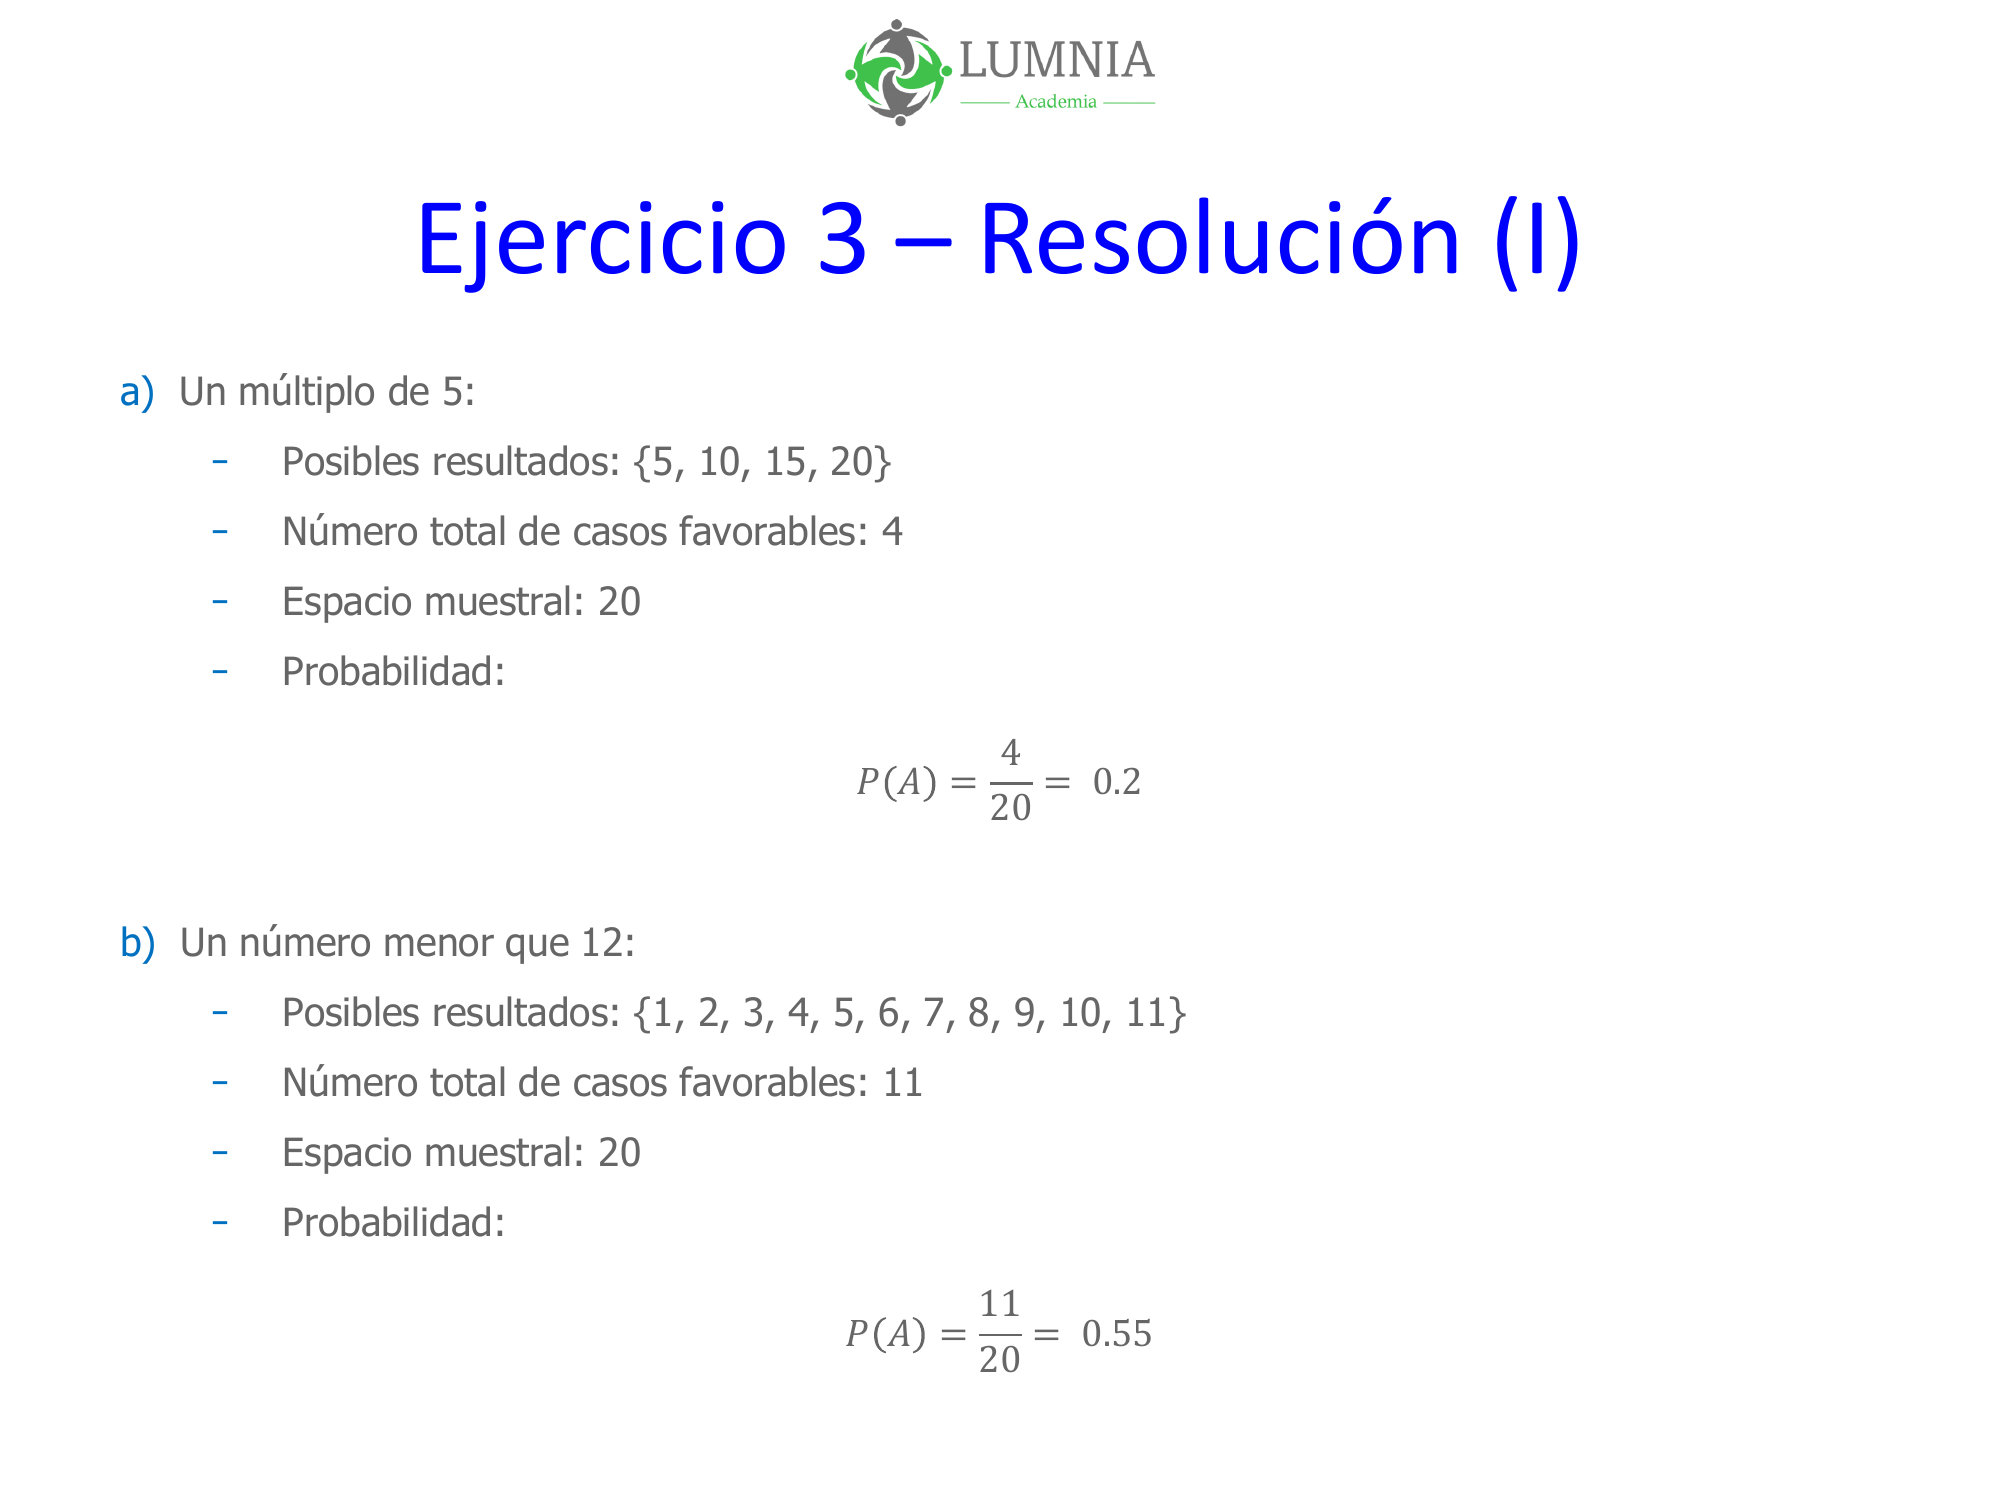 LUMNIA
Academia
Ejercicio 3 – Resolución (I)
a) Un múltiplo de 5:
- Posibles resultados: {5, 10, 15, 20}
- Número total de casos favorables: 4
- Espacio muestral: 20
- Probabilidad:
P(A) = 4/20 = 0.2
b) Un número menor que 12:
- Posibles resultados: {1, 2, 3, 4, 5, 6, 7, 8, 9, 10, 11}
- Número total de casos favorables: 11
- Espacio muestral: 20
- Probabilidad:
P(A) = 11/20 = 0.55